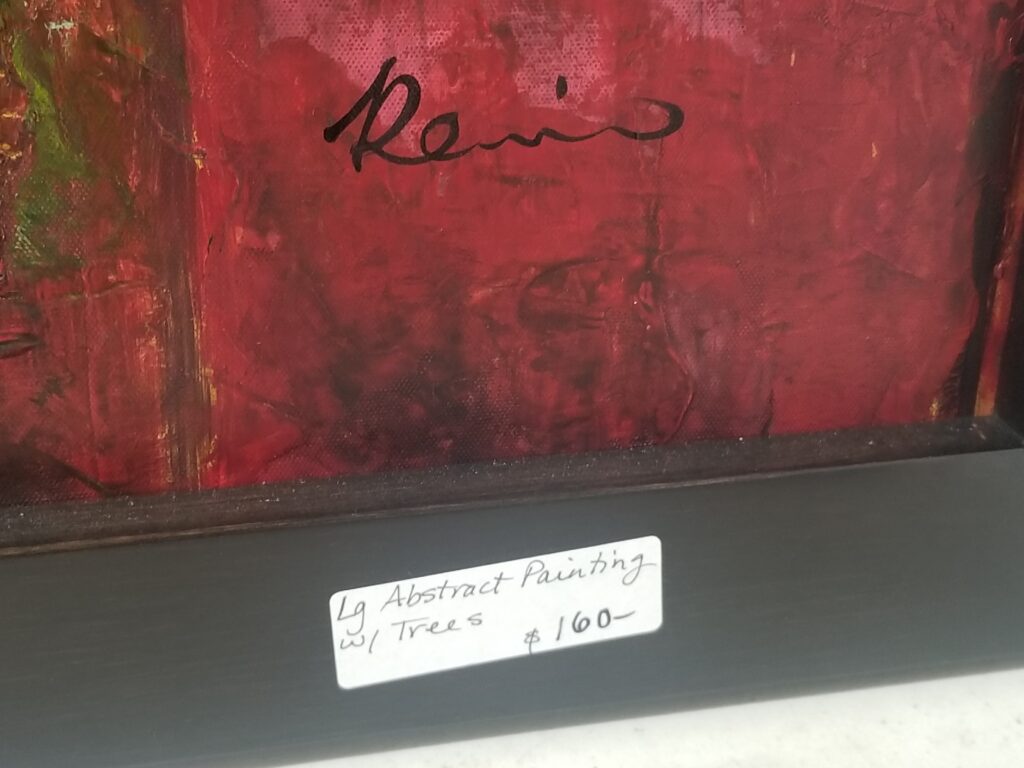 Lg Abstract Painting
w/ Trees
$160-